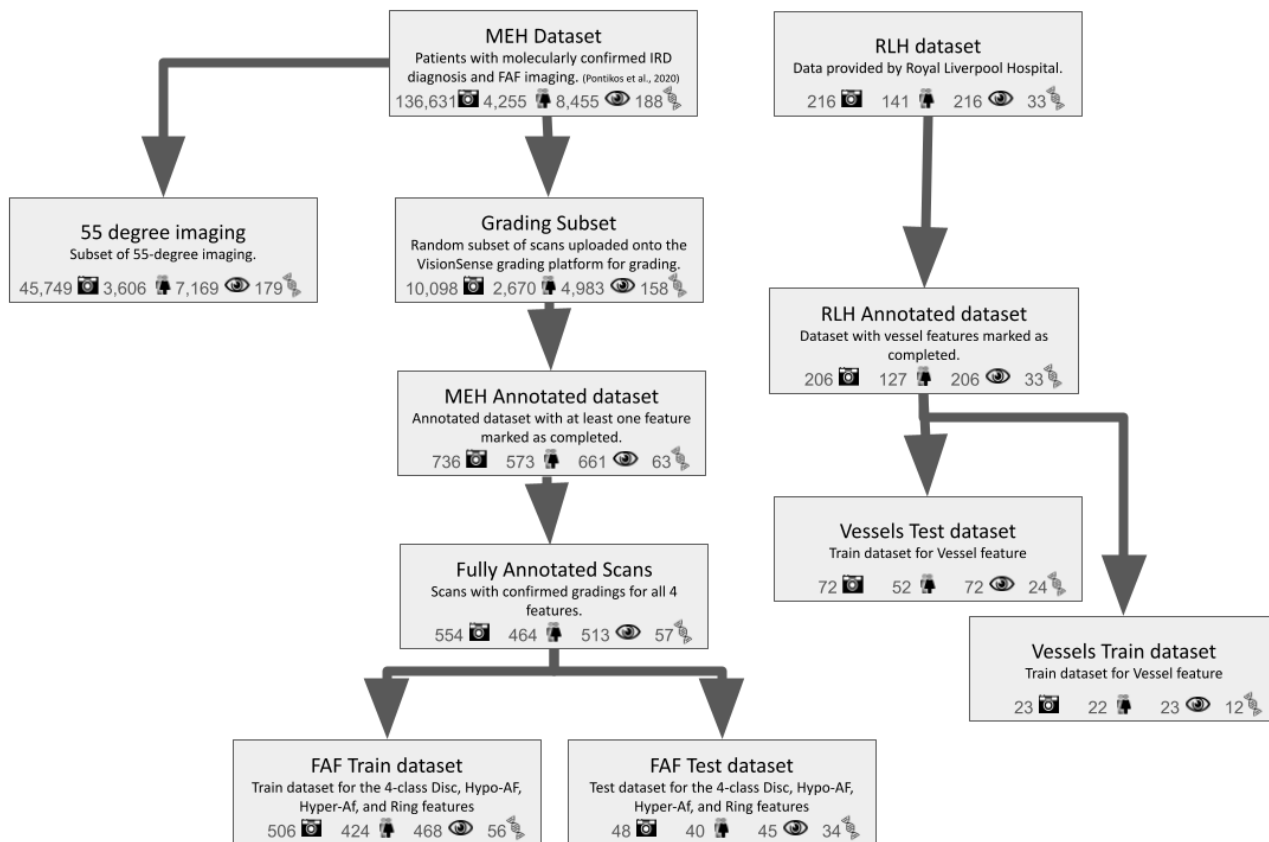 MEH Dataset
Patients with molecularly confirmed IRD
diagnosis and FAF imaging. (Pontikos et al., 2020)
136,631 4,255 8,455 188
RLH dataset
Data provided by Royal Liverpool Hospital.
216 141 216 33
55 degree imaging
Subset of 55-degree imaging.
45,749 3,606 7,169 179
Grading Subset
Random subset of scans uploaded onto the
VisionSense grading platform for grading.
10,098 2,670 4,983 158
RLH Annotated dataset
Dataset with vessel features marked as
completed.
206 127 206 33
MEH Annotated dataset
Annotated dataset with at least one feature
marked as completed.
736 573 661 63
Vessels Test dataset
Train dataset for Vessel feature
72 52 72 24
Fully Annotated Scans
Scans with confirmed gradings for all 4
features.
554 464 513 57
Vessels Train dataset
Train dataset for Vessel feature
23 22 23 12
FAF Train dataset
Train dataset for the 4-class Disc, Hypo-AF,
Hyper-Af, and Ring features
506 424 468 56
FAF Test dataset
Test dataset for the 4-class Disc, Hypo-AF,
Hyper-Af, and Ring features
48 40 45 34